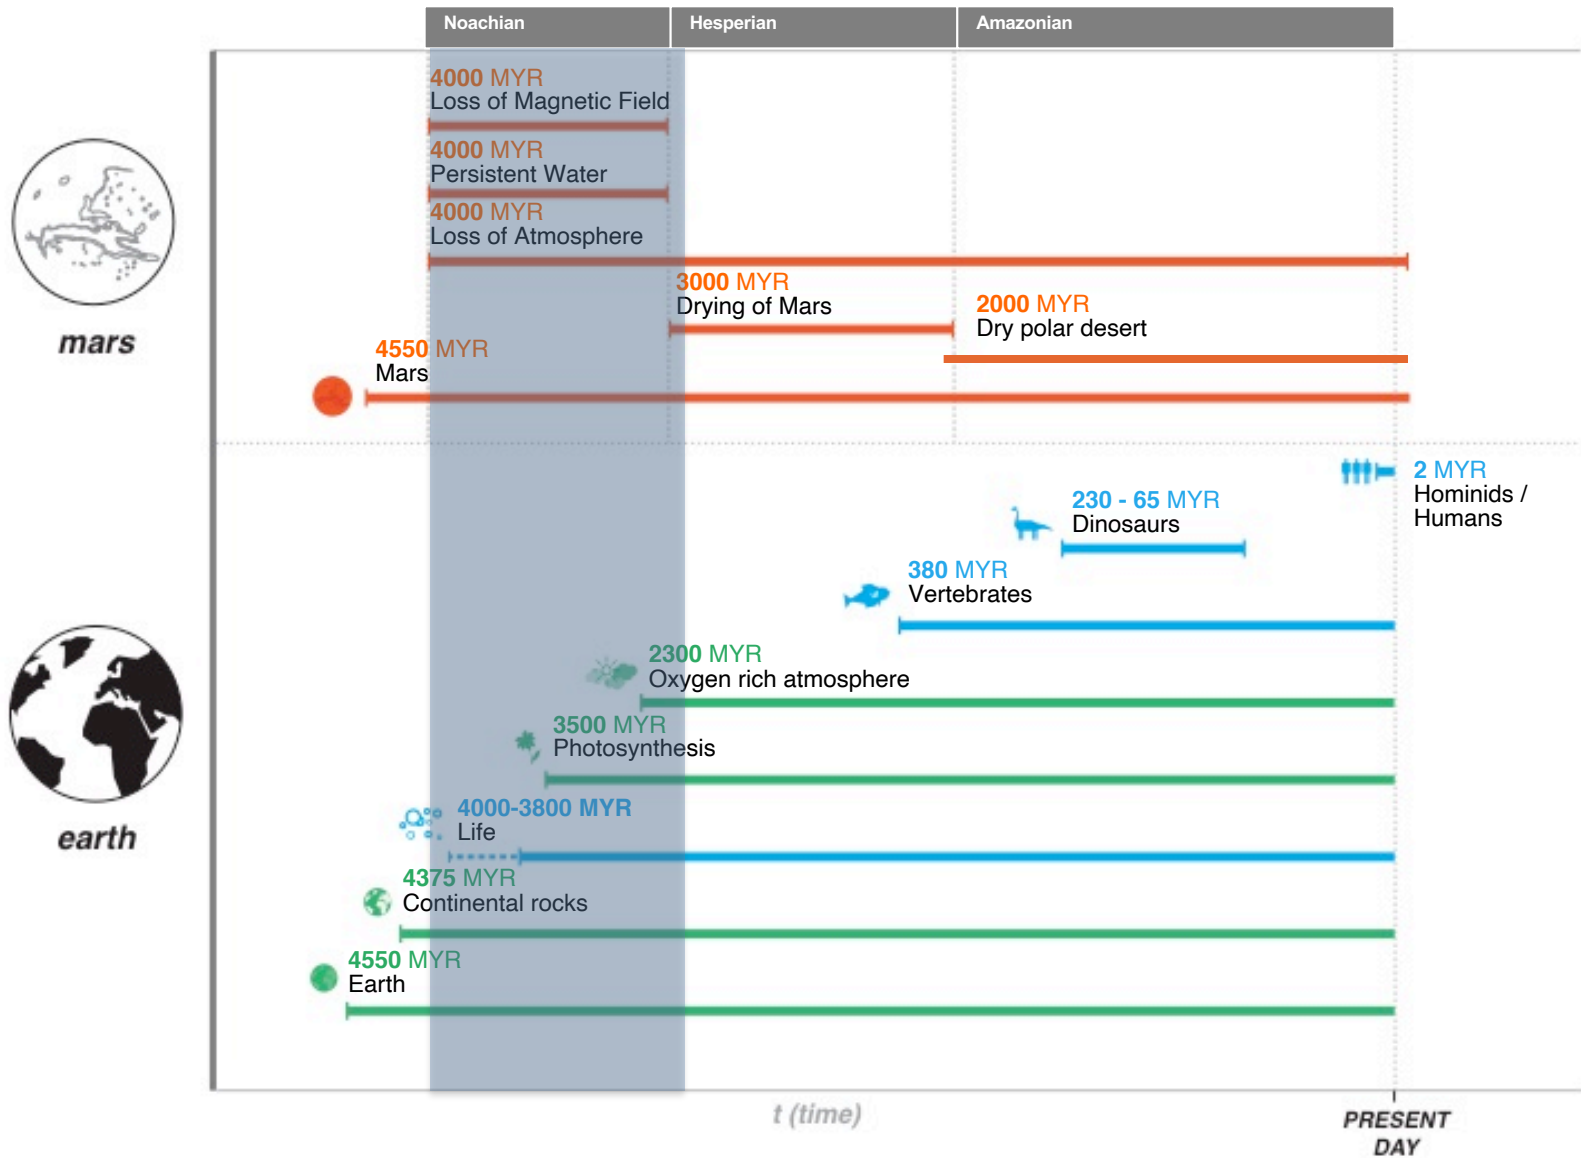 Noachian
Hesperian
Amazonian
4000 MYR
Loss of Magnetic Field
4000 MYR
Persistent Water
4000 MYR
Loss of Atmosphere
3000 MYR
Drying of Mars
2000 MYR
Dry polar desert
mars
4550 MYR
Mars
2 MYR
Hominids /
Humans
230 - 65 MYR
Dinosaurs
380 MYR
Vertebrates
2300 MYR
Oxygen rich atmosphere
3500 MYR
Photosynthesis
4000-3800 MYR
Life
earth
4375 MYR
Continental rocks
4550 MYR
Earth
t (time)
PRESENT
DAY